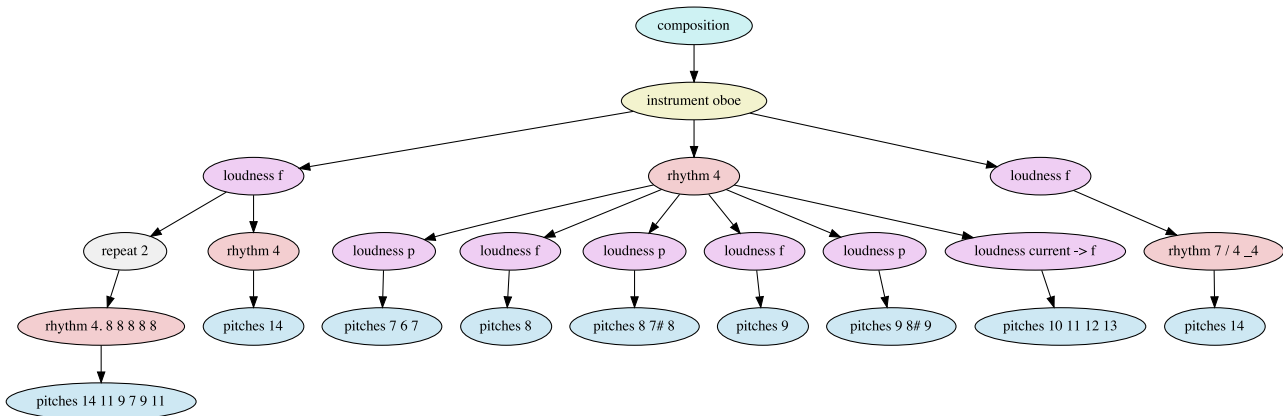 composition
instrument oboe
loudness f
rhythm 4
loudness f
repeat 2
rhythm 4
loudness p
loudness f
loudness p
loudness f
loudness p
loudness current -> f
rhythm 7 / 4 _4
rhythm 4. 8 8 8 8 8
pitches 14
pitches 7 6 7
pitches 8
pitches 8 7# 8
pitches 9
pitches 9 8# 9
pitches 10 11 12 13
pitches 14
pitches 14 11 9 7 9 11